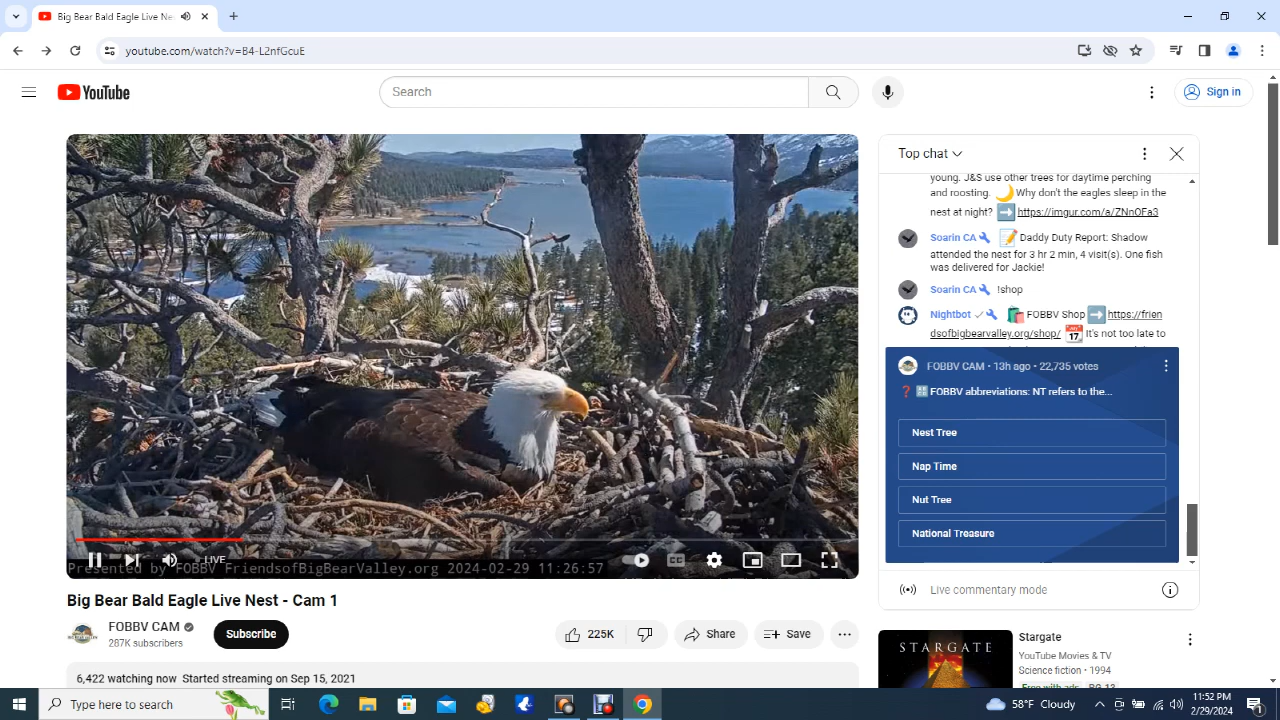 Big Bear Bald Eagle Live Ne
youtube.com/watch?v=B4-L2nfGcuE
YouTube
Search
Sign in
Top chat
young. J&S use other trees for daytime perching
and roosting. 🌙 Why don't the eagles sleep in the
nest at night? ➡️ https://imgur.com/a/ZNnOFa3
Soarin CA 🔧 📝 Daddy Duty Report: Shadow
attended the nest for 3 hr 2 min, 4 visit(s). One fish
was delivered for Jackie!
Soarin CA 🔧 !shop
Nightbot ✓ 🔧 🛍️ FOBBV Shop ➡️ https://frien
dsofbigbearvalley.org/shop/ 📅 It's not too late to
FOBBV CAM • 13h ago • 22,735 votes
❓ 🔠 FOBBV abbreviations: NT refers to the...
Nest Tree
Nap Time
Nut Tree
National Treasure
Live commentary mode
LIVE
Presented by FOBBV FriendsofBigBearValley.org 2024-02-29 11:26:57
Big Bear Bald Eagle Live Nest - Cam 1
FOBBV CAM
287K subscribers
Subscribe
225K
Share
Save
6,422 watching now Started streaming on Sep 15, 2021
STARGATE
Stargate
YouTube Movies & TV
Science fiction • 1994
Free with ads PG-13
Type here to search
58°F Cloudy
11:52 PM
2/29/2024